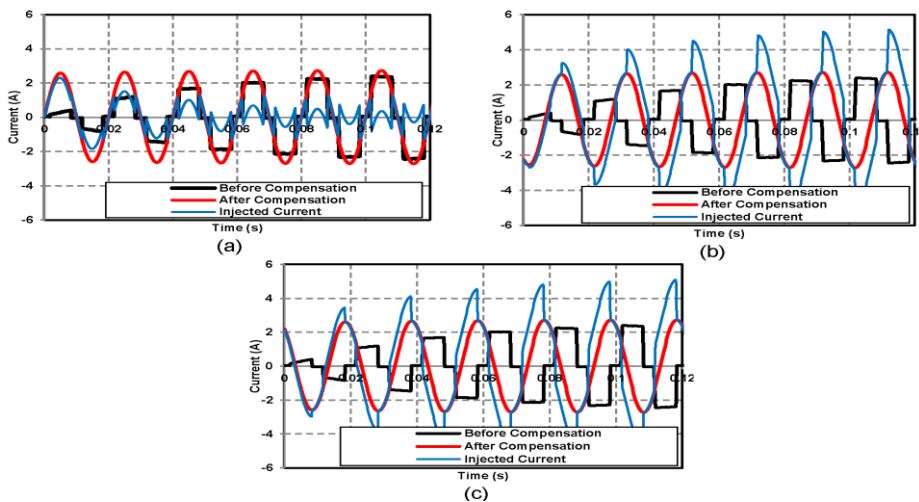 6
4
2
0
-2
-4
-6
0
0.02
0.04
0.06
0.08
0.1
0.12
Current (A)
Before Compensation
After Compensation
Injected Current
Time (s)
(a)
6
4
2
0
-2
-4
-6
0
0.02
0.04
0.06
0.08
0.1
0.1
Current (A)
Before Compensation
After Compensation
Injected Current
Time (s)
(b)
6
4
2
0
-2
-4
-6
0
0.02
0.04
0.06
0.08
0.1
0.12
Current (A)
Before Compensation
After Compensation
Injected Current
Time (s)
(c)